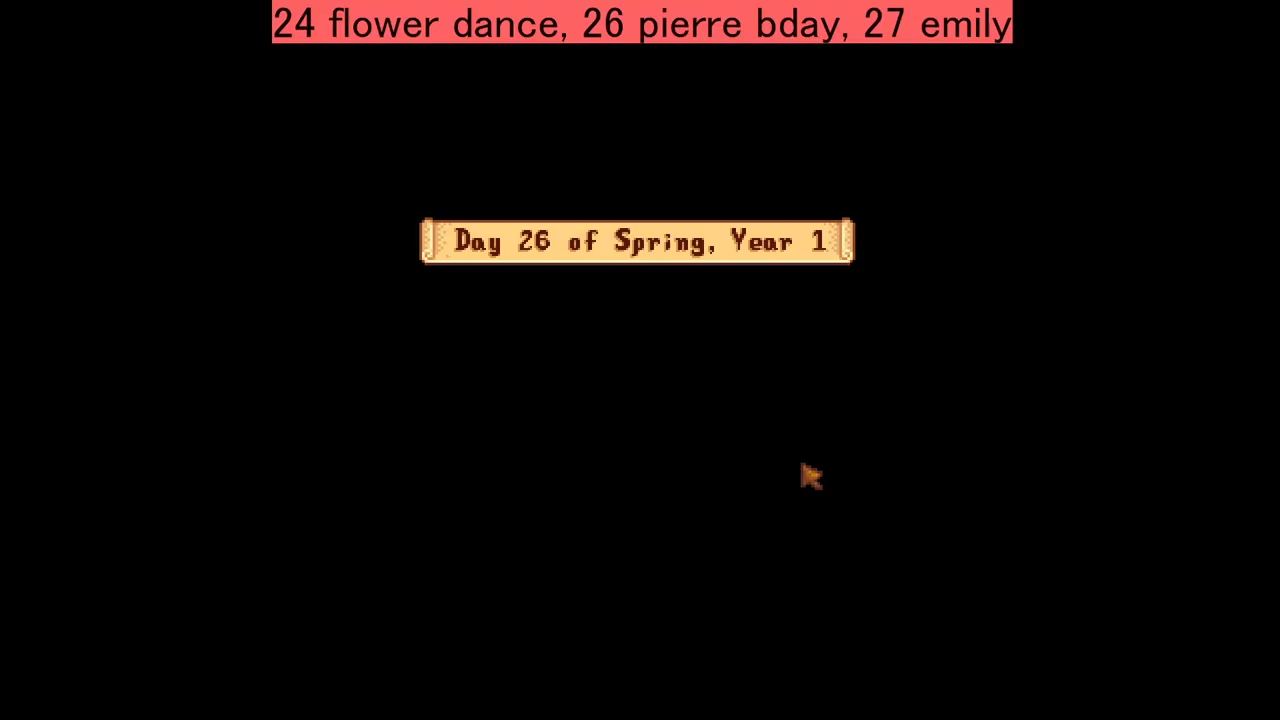 24 flower dance, 26 pierre bday, 27 emily
Day 26 of Spring, Year 1